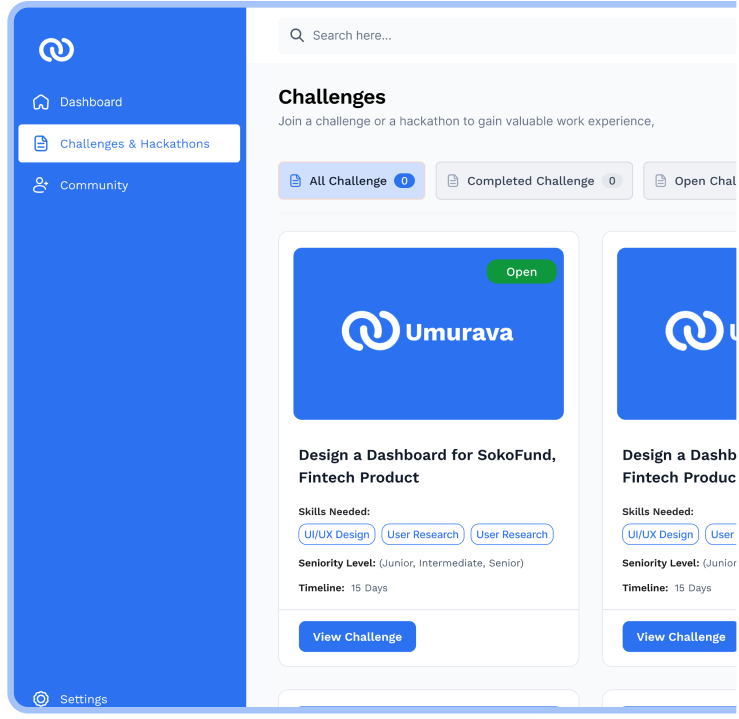 Search here...
Dashboard
Challenges & Hackathons
Community
Settings
Challenges
Join a challenge or a hackathon to gain valuable work experience,
All Challenge 0
Completed Challenge 0
Open Chal
Open
Umurava
Design a Dashboard for SokoFund,
Fintech Product
Skills Needed:
UI/UX Design User Research User Research
Seniority Level: (Junior, Intermediate, Senior)
Timeline: 15 Days
View Challenge
Design a Dashb
Fintech Produc
Skills Needed:
UI/UX Design User
Seniority Level: (Junior
Timeline: 15 Days
View Challenge